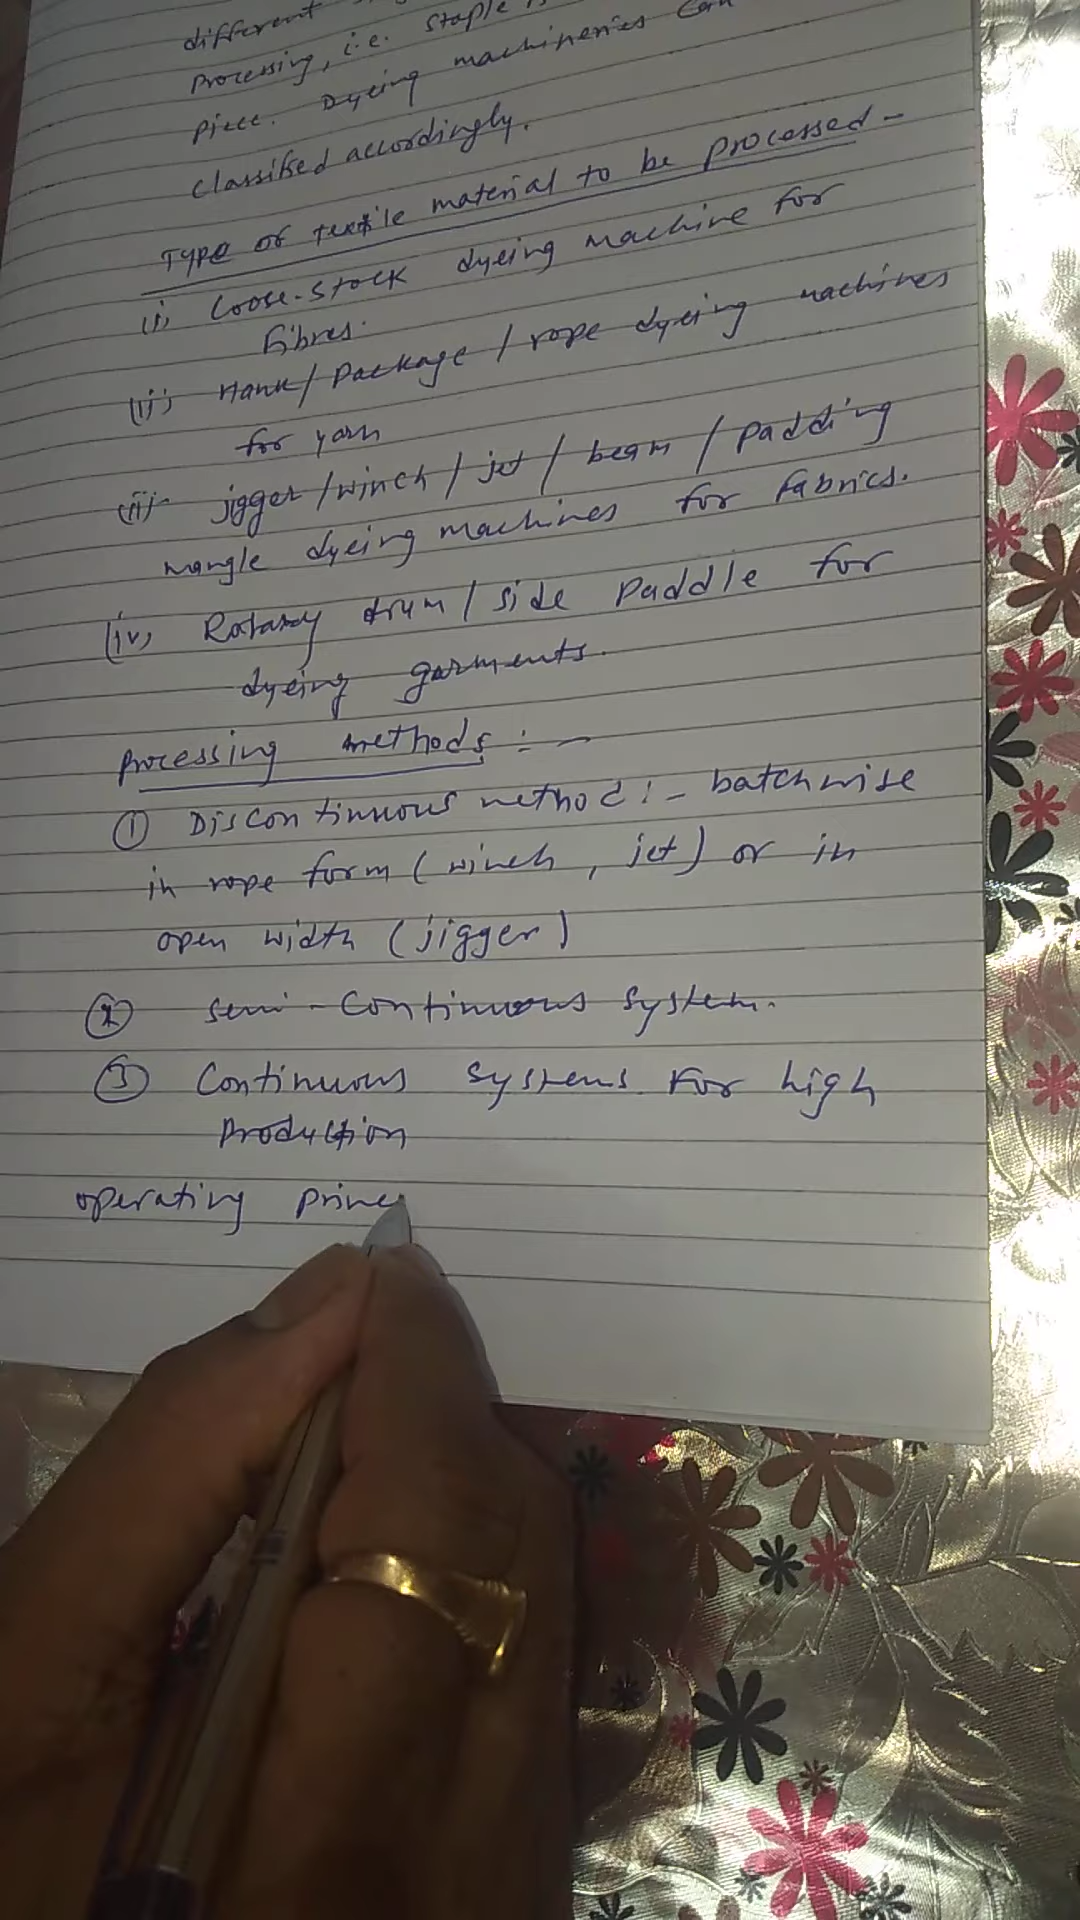 different
Processing, i.e. staple
piece. Dyeing machineries can
classified accordingly.
Type of textile material to be processed -
(i) Loose-stock dyeing machine for
fibres.
(ii) Hank/package/rope dyeing machines
for yarn
(iii) jigger/winch/jet/beam/padding
mangle dyeing machines for fabrics.
(iv) Rotary drum/side paddle for
dyeing garments.
Processing methods :-
① Discontinuous method :- batchwise
in rope form (winch, jet) or in
open width (jigger)
② Semi-continuous system.
③ Continuous systems for high
Production
operating princ